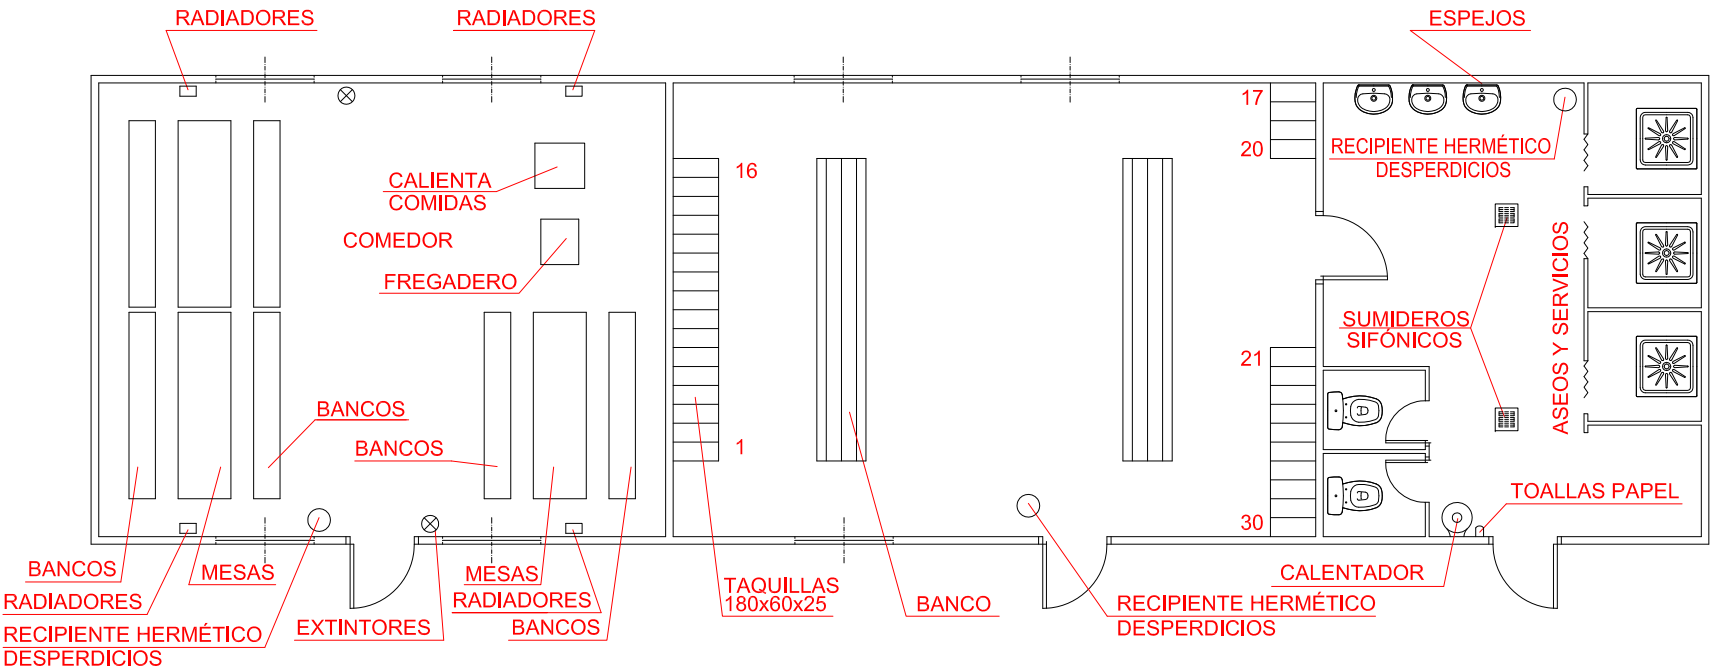 RADIADORES
RADIADORES
ESPEJOS
17
20
RECIPIENTE HERMÉTICO
DESPERDICIOS
16
CALIENTA
COMIDAS
COMEDOR
FREGADERO
SUMIDEROS
SIFÓNICOS
ASEOS Y SERVICIOS
21
BANCOS
BANCOS
1
TOALLAS PAPEL
30
BANCOS
MESAS
MESAS
CALENTADOR
RADIADORES
RADIADORES
TAQUILLAS
180x60x25
BANCO
RECIPIENTE HERMÉTICO
DESPERDICIOS
RECIPIENTE HERMÉTICO
DESPERDICIOS
EXTINTORES
BANCOS